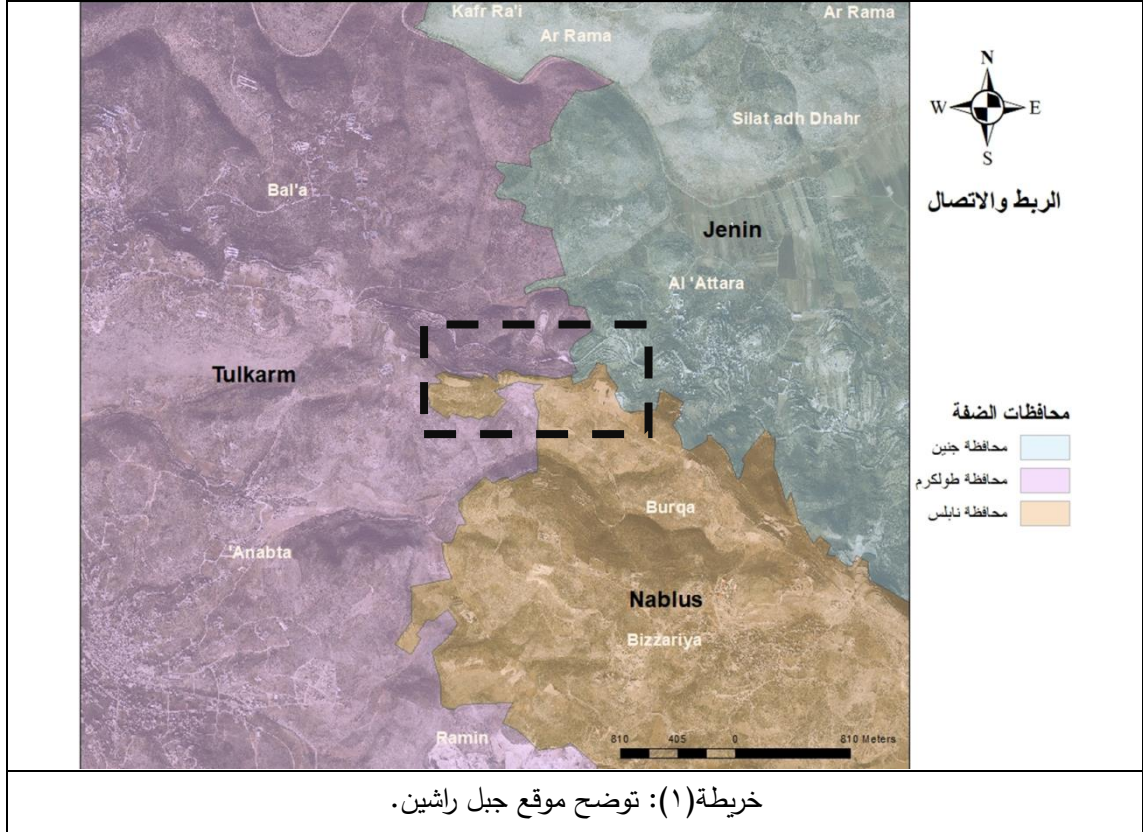 Kafr Ra'i
Ar Rama
Ar Rama
Silat adh Dhahr
Bal'a
Jenin
Al 'Attara
Tulkarm
Burqa
'Anabta
Nablus
Bizzariya
Ramin
810 405 0 810 Meters
N
W E
S
الربط والاتصال
محافظات الضفة
محافظة جنين
محافظة طولكرم
محافظة نابلس
خريطة(١): توضح موقع جبل راشين.